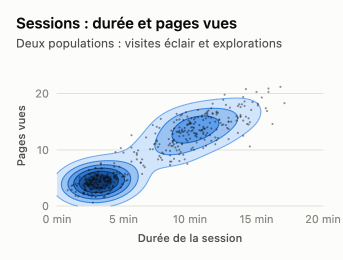 Sessions : durée et pages vues
Deux populations : visites éclair et explorations
Pages vues
20
10
0
0 min
5 min
10 min
15 min
20 min
Durée de la session